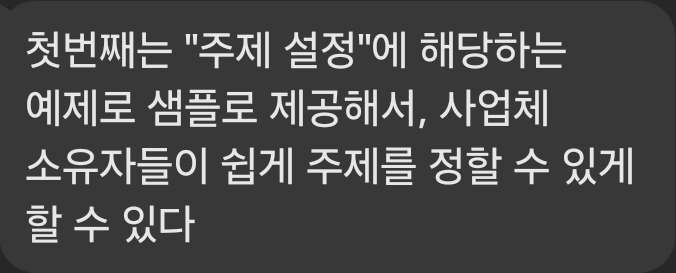 첫번째는 "주제 설정"에 해당하는
예제로 샘플로 제공해서, 사업체
소유자들이 쉽게 주제를 정할 수 있게
할 수 있다